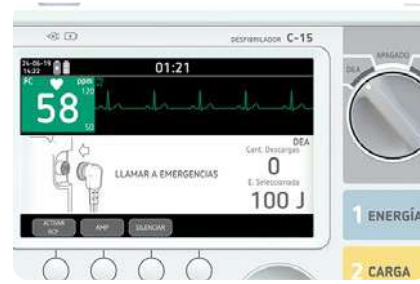 DESFIBRILADOR C-15
24-06-19
14:22
01:21
FC ppm
120
58
50
DEA
LLAMAR A EMERGENCIAS
Cant. Descargas
0
E. Seleccionada
100 J
ACTIVAR
RCP
AMP
SILENCIAR
APAGADO
DEA
1 ENERGÍA
2 CARGA